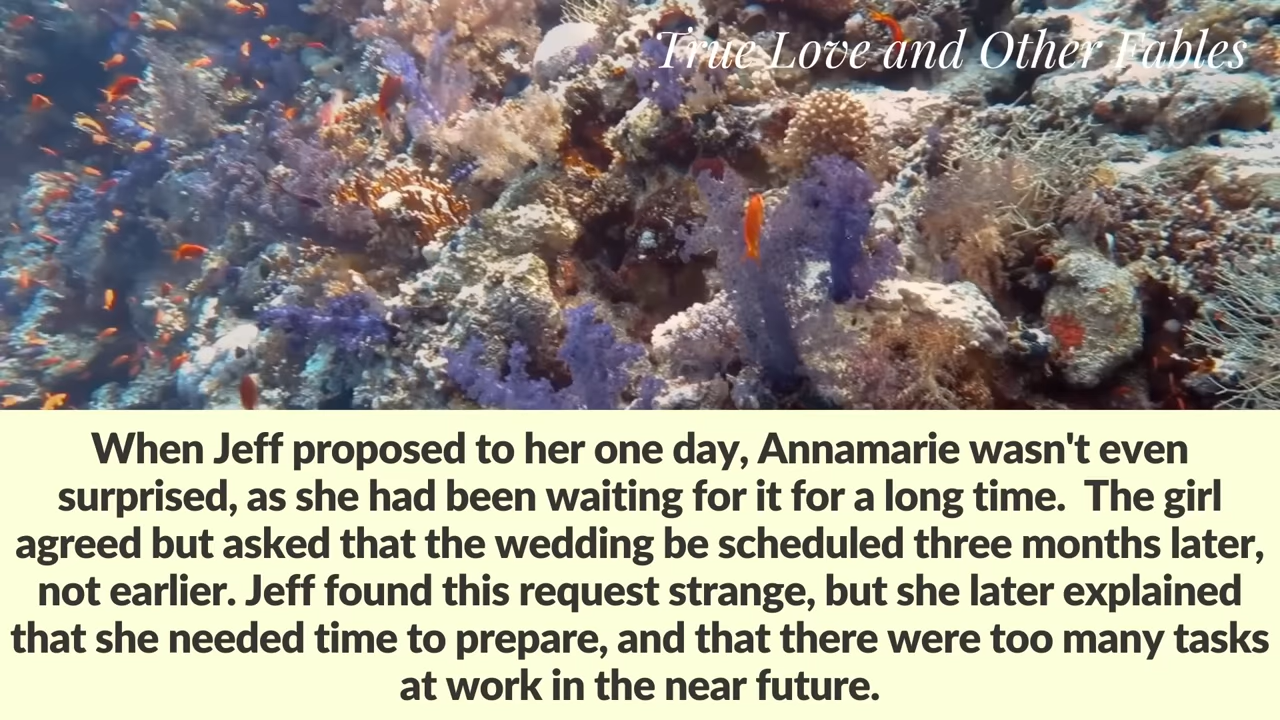 True Love and Other Fables
When Jeff proposed to her one day, Annamarie wasn't even
surprised, as she had been waiting for it for a long time.  The girl
agreed but asked that the wedding be scheduled three months later,
not earlier. Jeff found this request strange, but she later explained
that she needed time to prepare, and that there were too many tasks
at work in the near future.